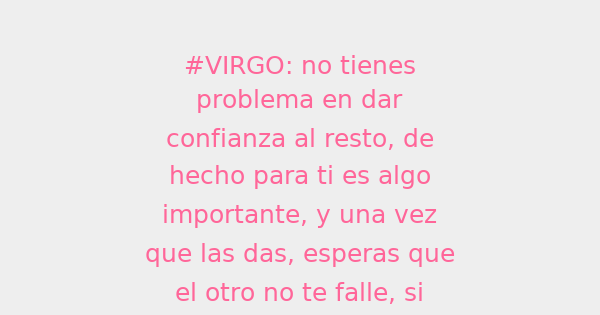 #VIRGO: no tienes
problema en dar
confianza al resto, de
hecho para ti es algo
importante, y una vez
que las das, esperas que
el otro no te falle, si